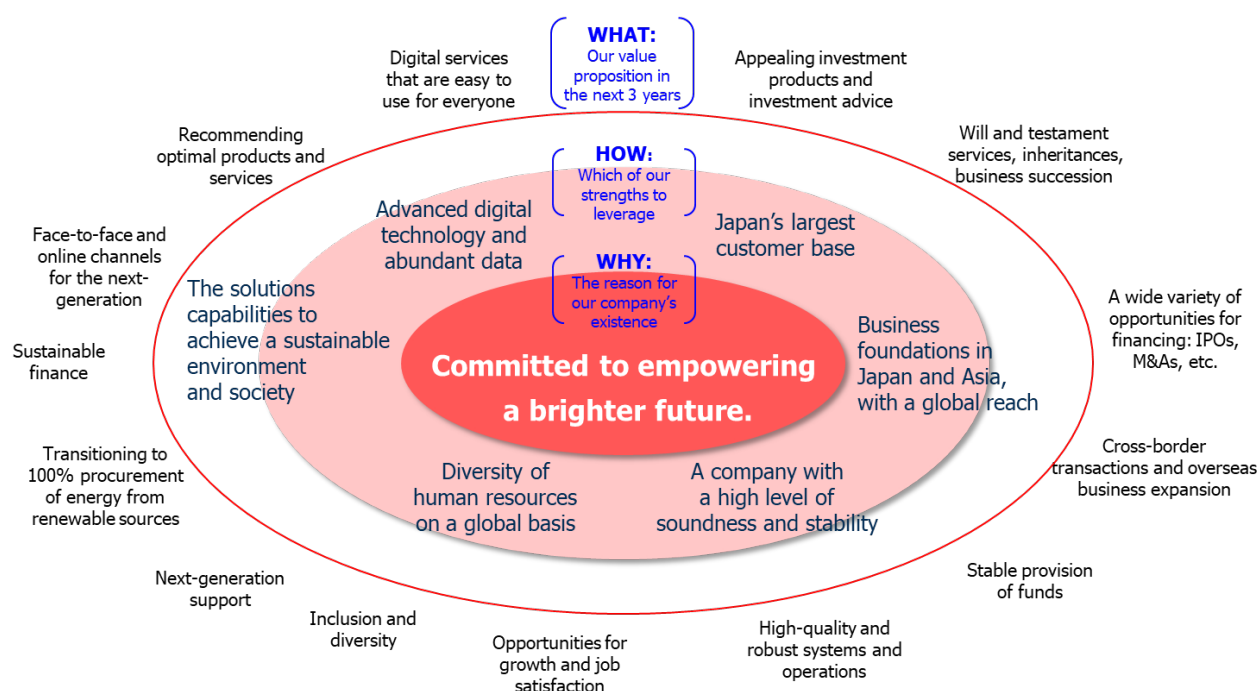 WHAT:
Our value
proposition in
the next 3 years
Digital services
that are easy to
use for everyone
Appealing investment
products and
investment advice
Recommending
optimal products and
services
Will and testament
services, inheritances,
business succession
HOW:
Which of our
strengths to
leverage
Advanced digital
technology and
abundant data
Japan's largest
customer base
Face-to-face and
online channels
for the next-
generation
WHY:
The reason for
our company's
existence
The solutions
capabilities to
achieve a sustainable
environment
and society
Business
foundations in
Japan and Asia,
with a global reach
A wide variety of
opportunities for
financing: IPOs,
M&As, etc.
Sustainable
finance
Committed to empowering
a brighter future.
Transitioning to
100% procurement
of energy from
renewable sources
Diversity of
human resources
on a global basis
A company with
a high level of
soundness and stability
Cross-border
transactions and overseas
business expansion
Next-generation
support
Inclusion and
diversity
Opportunities for
growth and job
satisfaction
High-quality and
robust systems and
operations
Stable provision
of funds